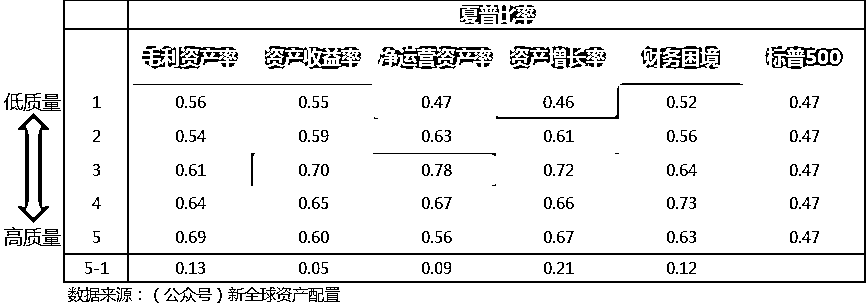 夏普比率
毛利资产率 资产收益率 净运营资产率 资产增长率 财务困境 标普500
低质量 1 0.56 0.55 0.47 0.46 0.52 0.47
2 0.54 0.59 0.63 0.61 0.56 0.47
3 0.61 0.70 0.78 0.72 0.64 0.47
4 0.64 0.65 0.67 0.66 0.73 0.47
高质量 5 0.69 0.60 0.56 0.67 0.63 0.47
5-1 0.13 0.05 0.09 0.21 0.12
数据来源：（公众号）新全球资产配置